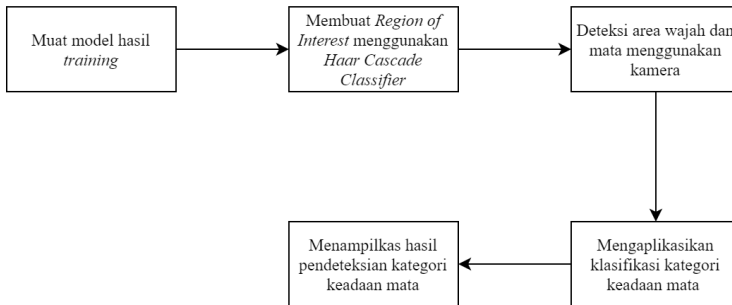 Muat model hasil
training
Membuat Region of
Interest menggunakan
Haar Cascade
Classifier
Deteksi area wajah dan
mata menggunakan
kamera
Mengaplikasikan
klasifikasi kategori
keadaan mata
Menampilkas hasil
pendeteksian kategori
keadaan mata